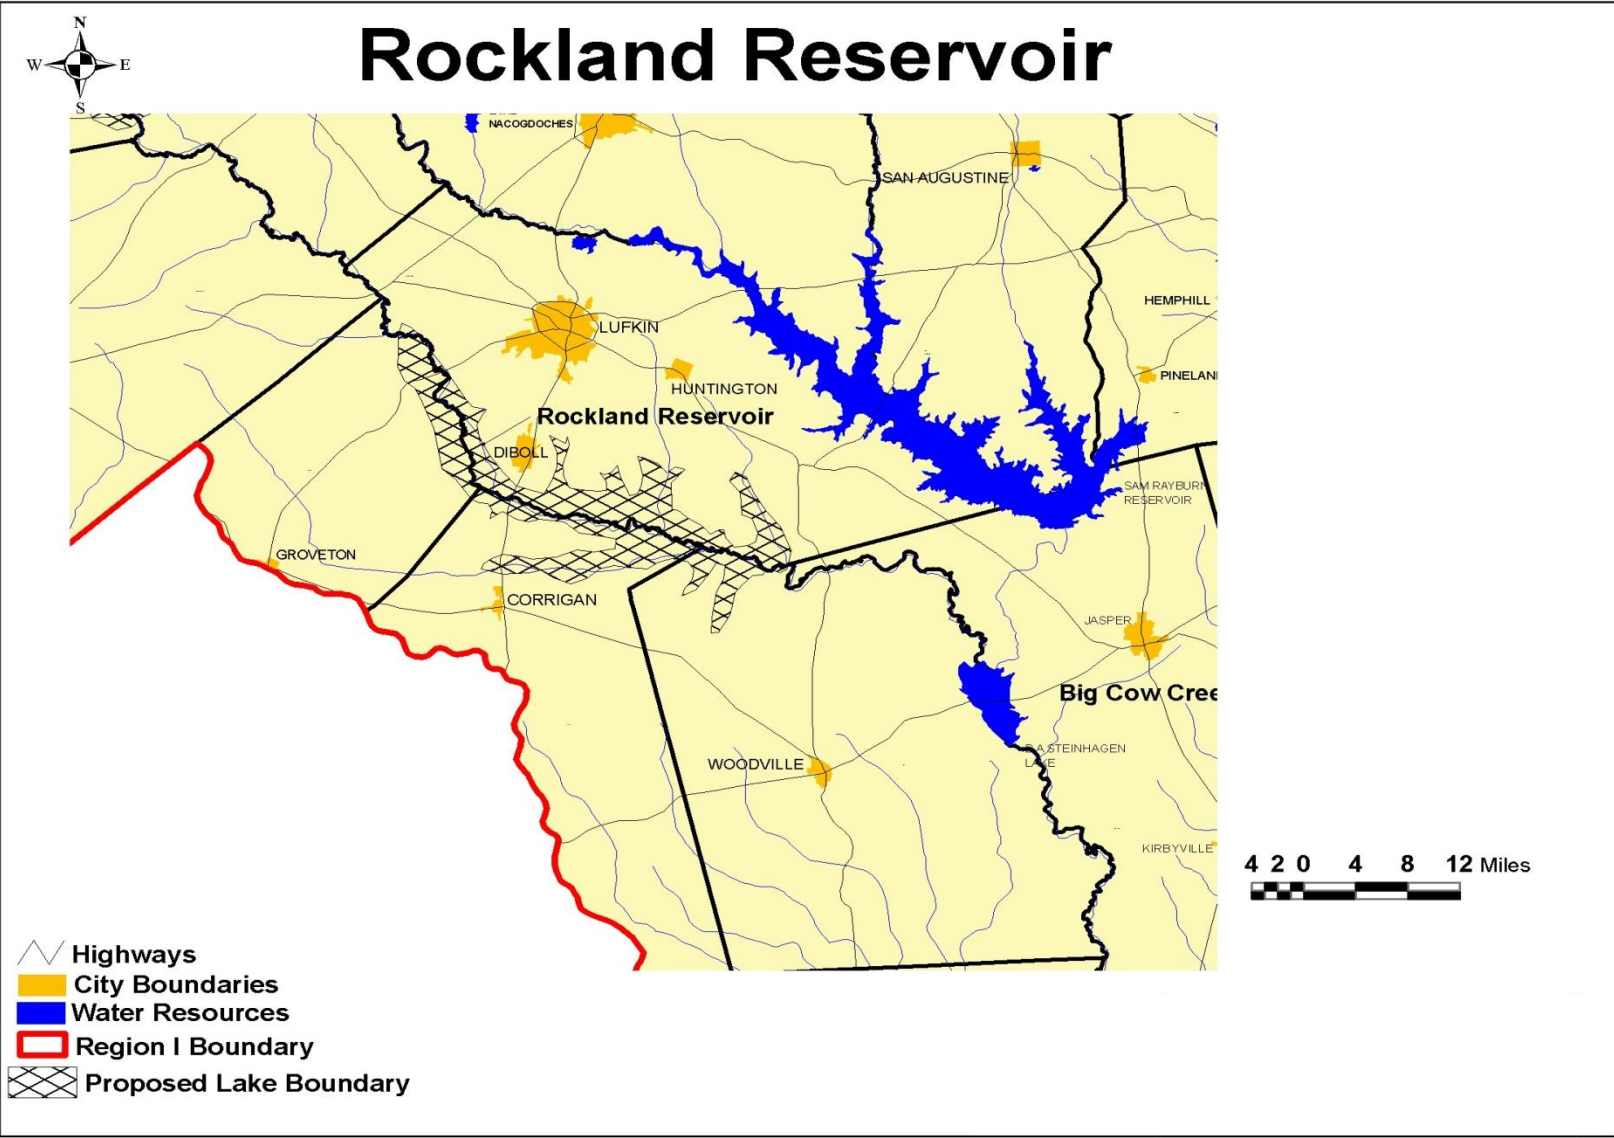 Rockland Reservoir
N
W E
S
NACOGDOCHES
SAN AUGUSTINE
HEMPHILL
LUFKIN
PINELAN
HUNTINGTON
Rockland Reservoir
DIBOLL
SAM RAYBURN
RESERVOIR
GROVETON
CORRIGAN
JASPER
Big Cow Cree
B A STEINHAGEN
LAKE
WOODVILLE
KIRBYVILLE
4 2 0 4 8 12 Miles
Highways
City Boundaries
Water Resources
Region I Boundary
Proposed Lake Boundary